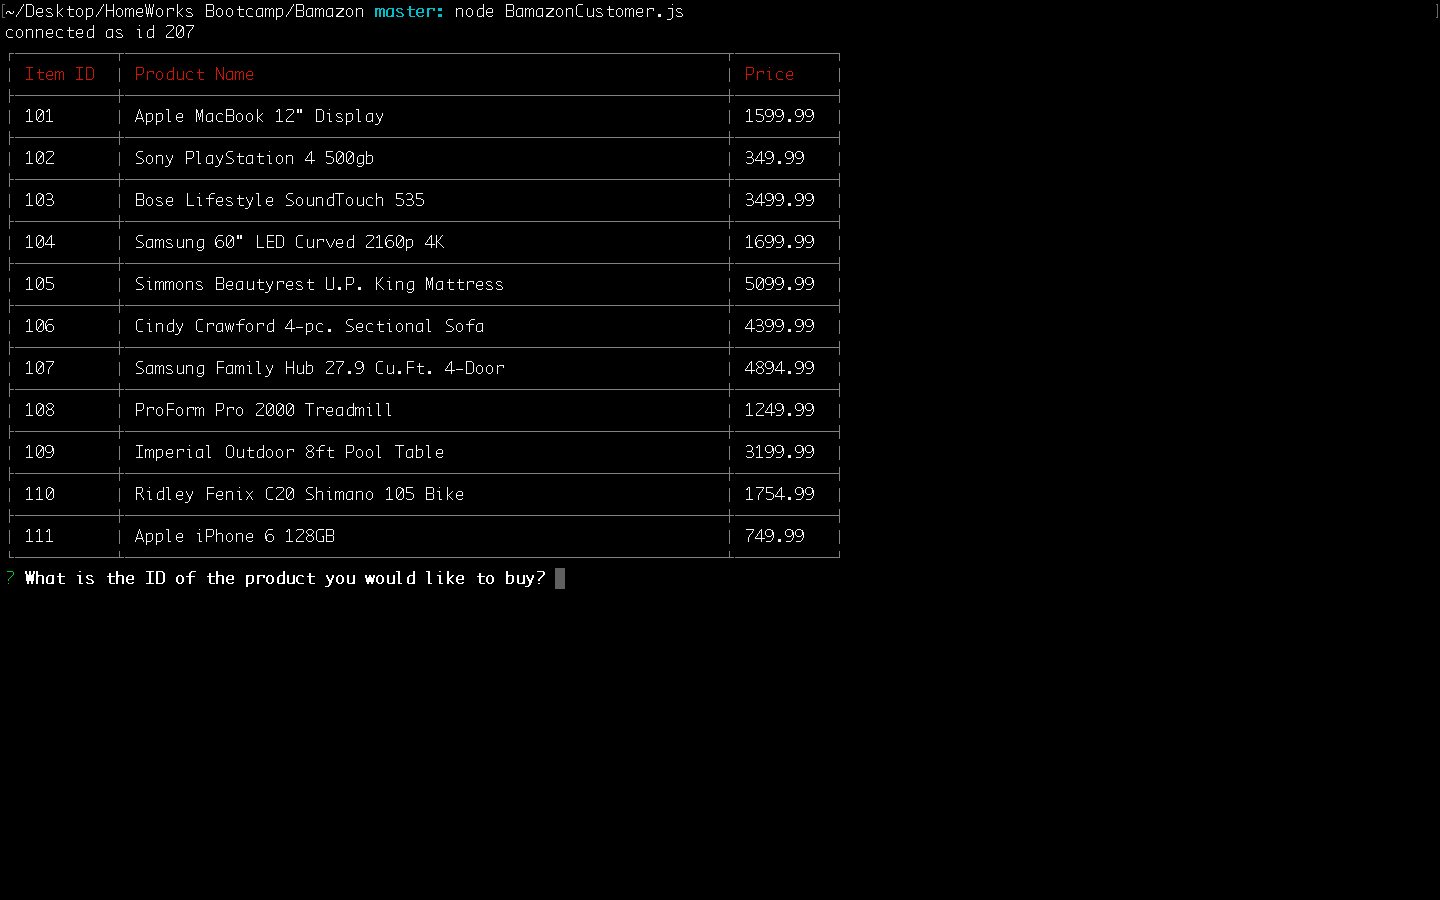 [~/Desktop/HomeWorks Bootcamp/Bamazon master: node BamazonCustomer.js ]
connected as id 207
Item ID Product Name Price
101 Apple MacBook 12" Display 1599.99
102 Sony PlayStation 4 500gb 349.99
103 Bose Lifestyle SoundTouch 535 3499.99
104 Samsung 60" LED Curved 2160p 4K 1699.99
105 Simmons Beautyrest U.P. King Mattress 5099.99
106 Cindy Crawford 4-pc. Sectional Sofa 4399.99
107 Samsung Family Hub 27.9 Cu.Ft. 4-Door 4894.99
108 ProForm Pro 2000 Treadmill 1249.99
109 Imperial Outdoor 8ft Pool Table 3199.99
110 Ridley Fenix C20 Shimano 105 Bike 1754.99
111 Apple iPhone 6 128GB 749.99
? What is the ID of the product you would like to buy?